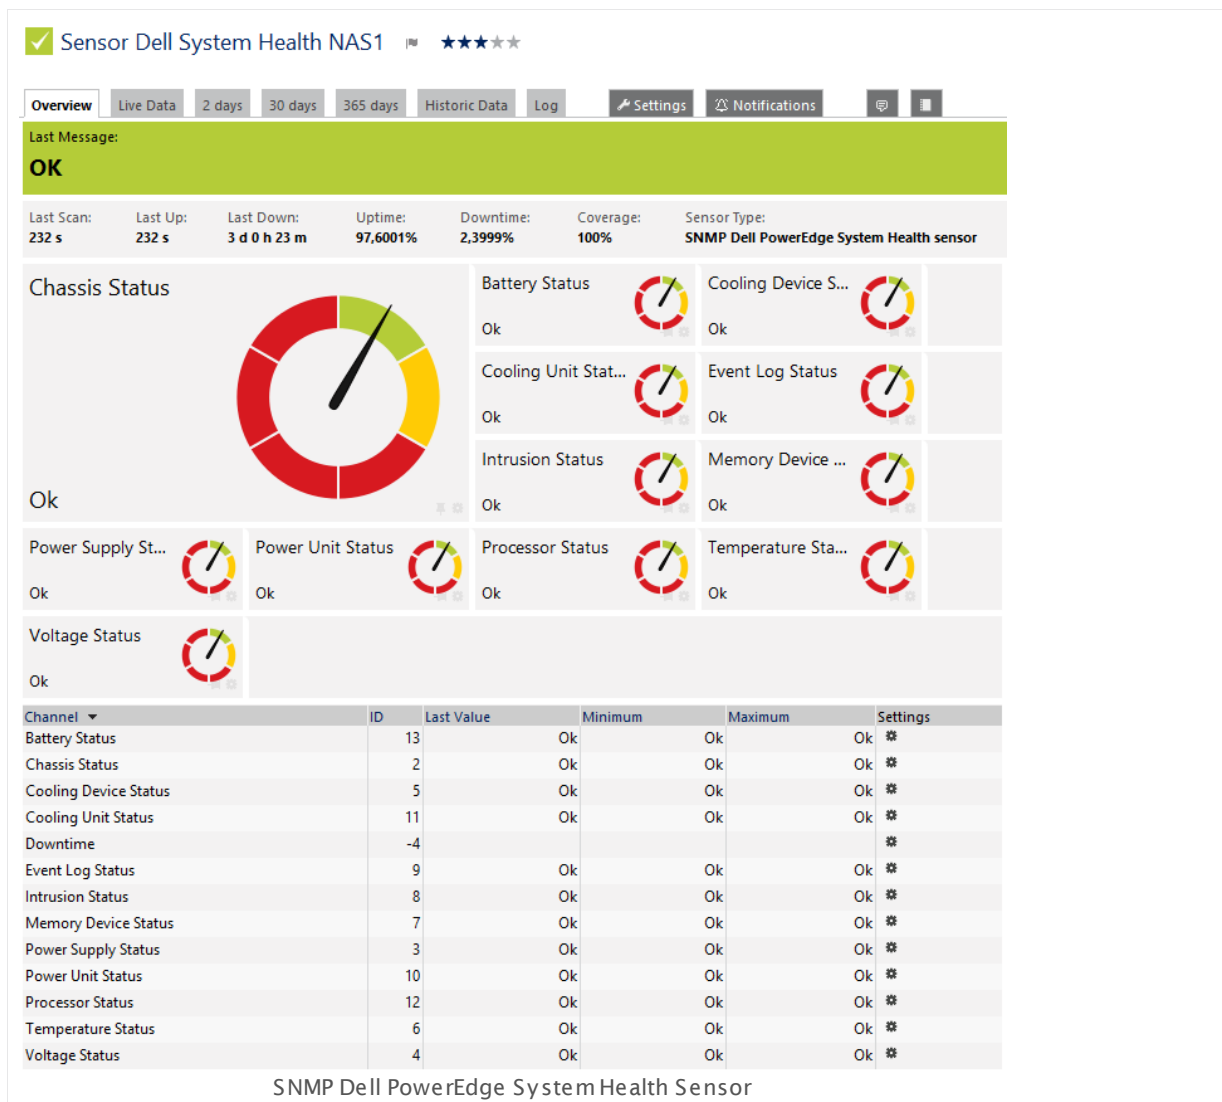 Sensor Dell System Health NAS1
Overview Live Data 2 days 30 days 365 days Historic Data Log Settings Notifications
Last Message:
OK
Last Scan: Last Up: Last Down: Uptime: Downtime: Coverage: Sensor Type:
232 s 232 s 3 d 0 h 23 m 97,6001% 2,3999% 100% SNMP Dell PowerEdge System Health sensor
Chassis Status
Ok
Battery Status
Ok
Cooling Device S...
Ok
Cooling Unit Stat...
Ok
Event Log Status
Ok
Intrusion Status
Ok
Memory Device ...
Ok
Power Supply St...
Ok
Power Unit Status
Ok
Processor Status
Ok
Temperature Sta...
Ok
Voltage Status
Ok
Channel ID Last Value Minimum Maximum Settings
Battery Status 13 Ok Ok Ok
Chassis Status 2 Ok Ok Ok
Cooling Device Status 5 Ok Ok Ok
Cooling Unit Status 11 Ok Ok Ok
Downtime -4
Event Log Status 9 Ok Ok Ok
Intrusion Status 8 Ok Ok Ok
Memory Device Status 7 Ok Ok Ok
Power Supply Status 3 Ok Ok Ok
Power Unit Status 10 Ok Ok Ok
Processor Status 12 Ok Ok Ok
Temperature Status 6 Ok Ok Ok
Voltage Status 4 Ok Ok Ok
SNMP Dell PowerEdge System Health Sensor